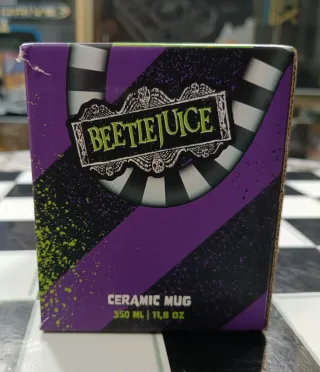 BEETLEJUICE
CERAMIC MUG
350 ML | 11,8 OZ